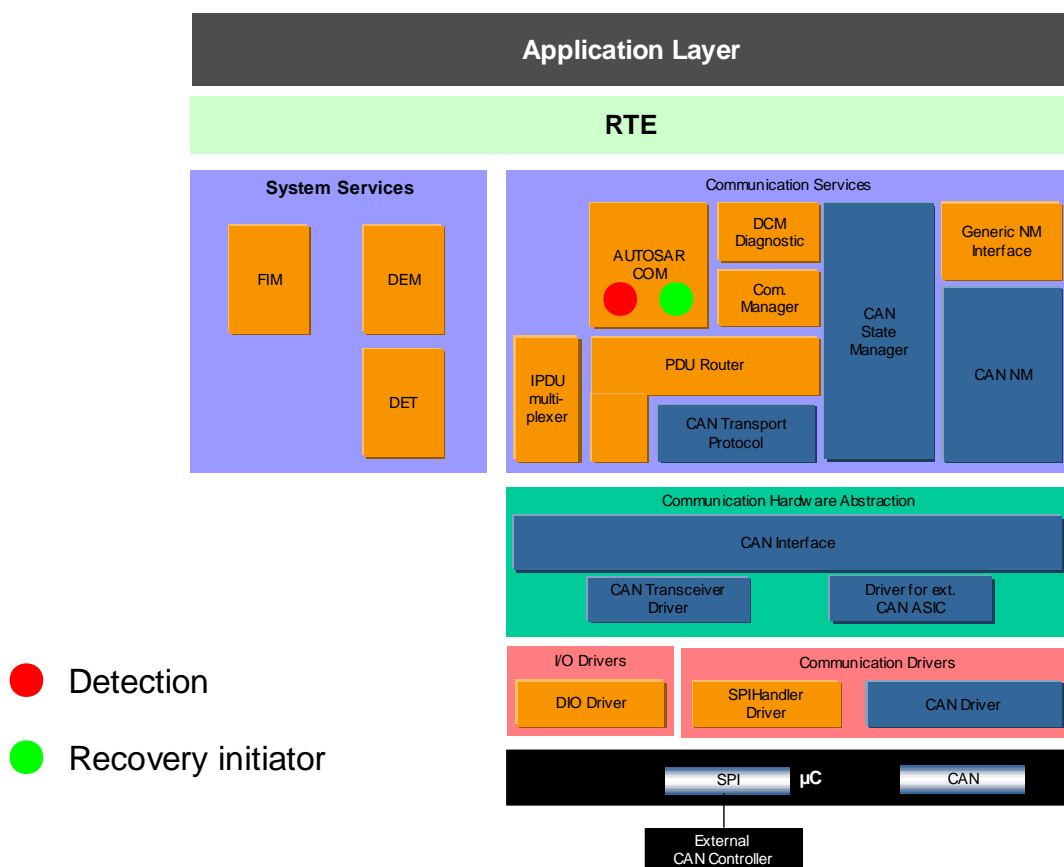 Application Layer
RTE
System Services
FIM
DEM
DET
Communication Services
AUTOSAR
COM
DCM
Diagnostic
Com.
Manager
CAN
State
Manager
Generic NM
Interface
CAN NM
IPDU
multi-
plexer
PDU Router
CAN Transport
Protocol
Communication Hardware Abstraction
CAN Interface
CAN Transceiver
Driver
Driver for ext.
CAN ASIC
I/O Drivers
DIO Driver
Communication Drivers
SPIHandler
Driver
CAN Driver
SPI
µC
CAN
External
CAN Controller
Detection
Recovery initiator